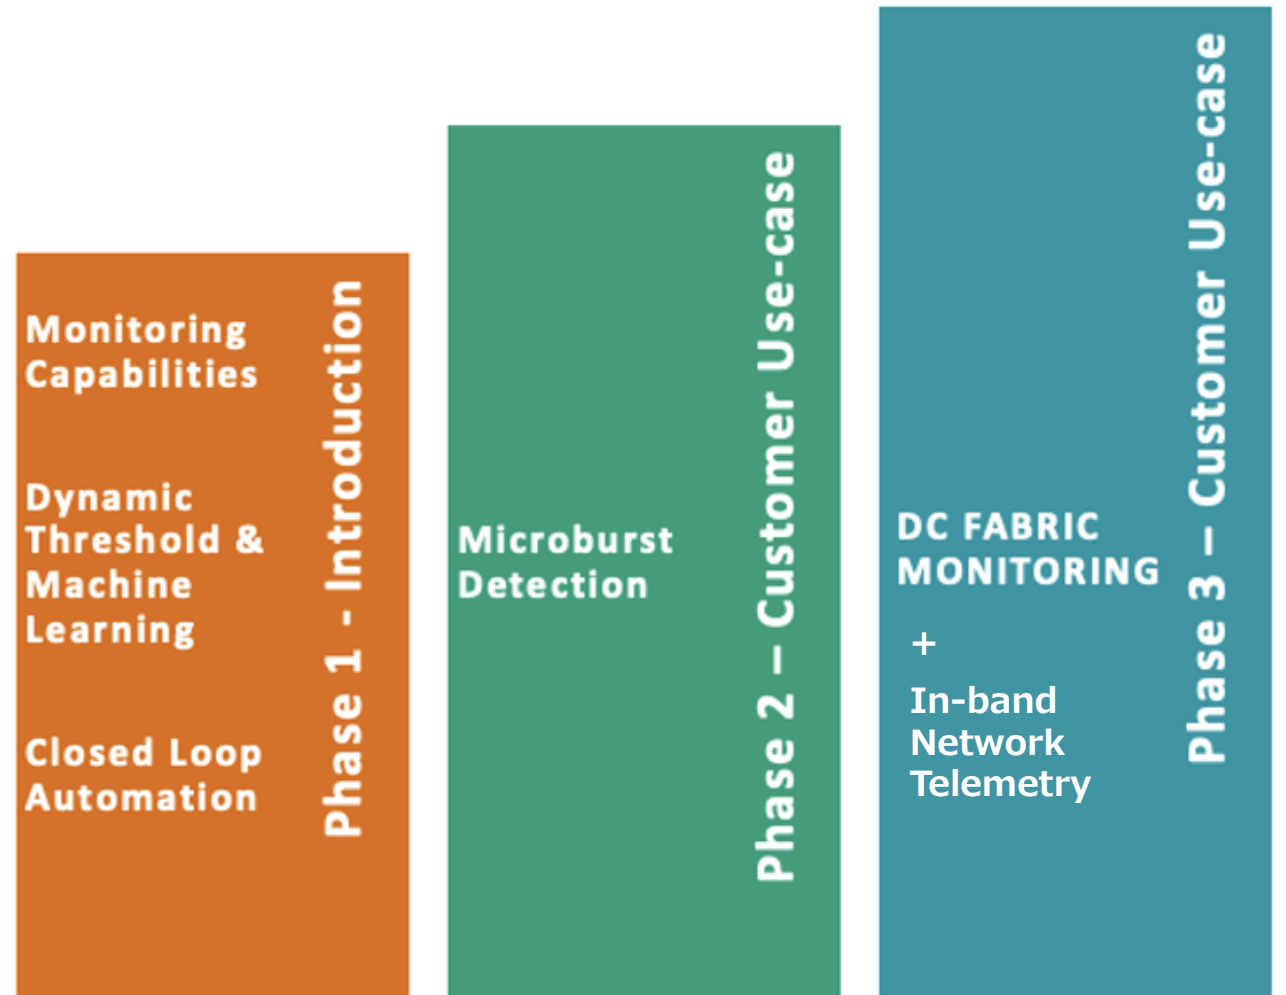 Monitoring
Capabilities
Dynamic
Threshold &
Machine
Learning
Closed Loop
Automation
Phase 1 - Introduction
Microburst
Detection
Phase 2 – Customer Use-case
DC FABRIC
MONITORING
+
In-band
Network
Telemetry
Phase 3 – Customer Use-case